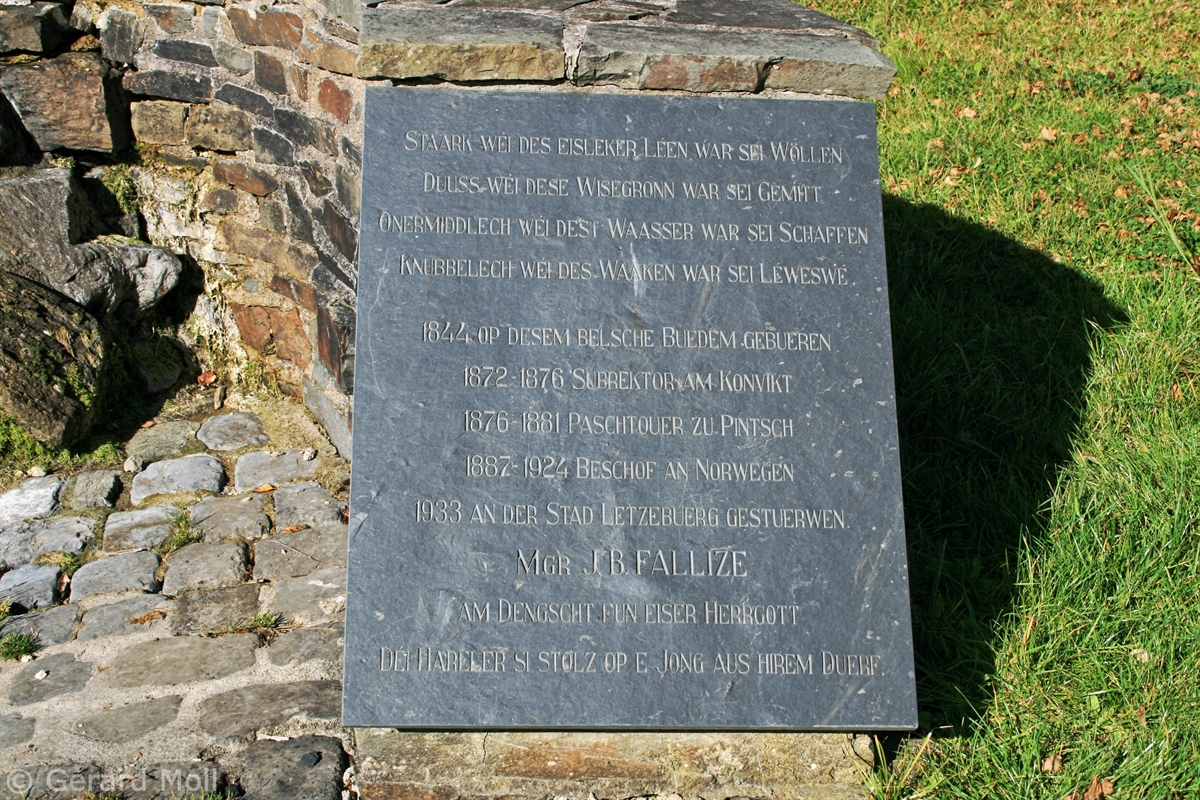 STAARK WÉI DES EISLEKER LÉEN, WAR SEI WÖLLEN
DUUSS WÉI DESE WISEGRONN WAR SEI GEMITT
ONERMIDDLECH WÉI DEST WAASSER WAR SEI SCHAFFEN
KNUBBELECH WÉI DES WAAKEN WAR SEI LÉWESWÉ.
1844 OP DESEM BELSCHE BUEDEM GEBUEREN
1872-1876 SUBREKTOR AM KONVIKT
1876-1881 PASCHTOUER ZU PINTSCH
1887-1924 BESCHOF AN NORWEGEN
1933 AN DER STAD LETZEBUERG GESTUERWEN.
MGR J.B. FALLIZE
AM DENGSCHT FUN EISER HERRGOTT
DÉI HARELER SI STOLZ OP E JONG AUS HIREM DUERF.
© Gérard Moll